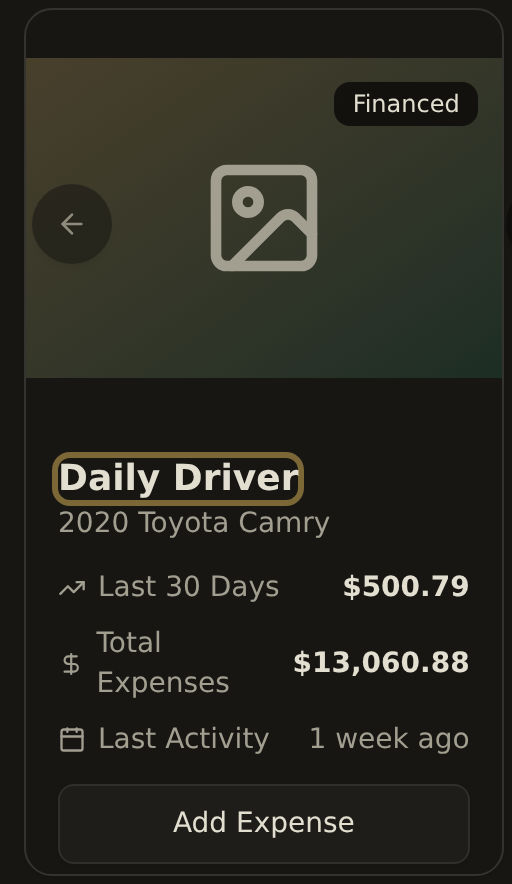 Financed
Daily Driver
2020 Toyota Camry
Last 30 Days $500.79
Total
Expenses $13,060.88
Last Activity 1 week ago
Add Expense